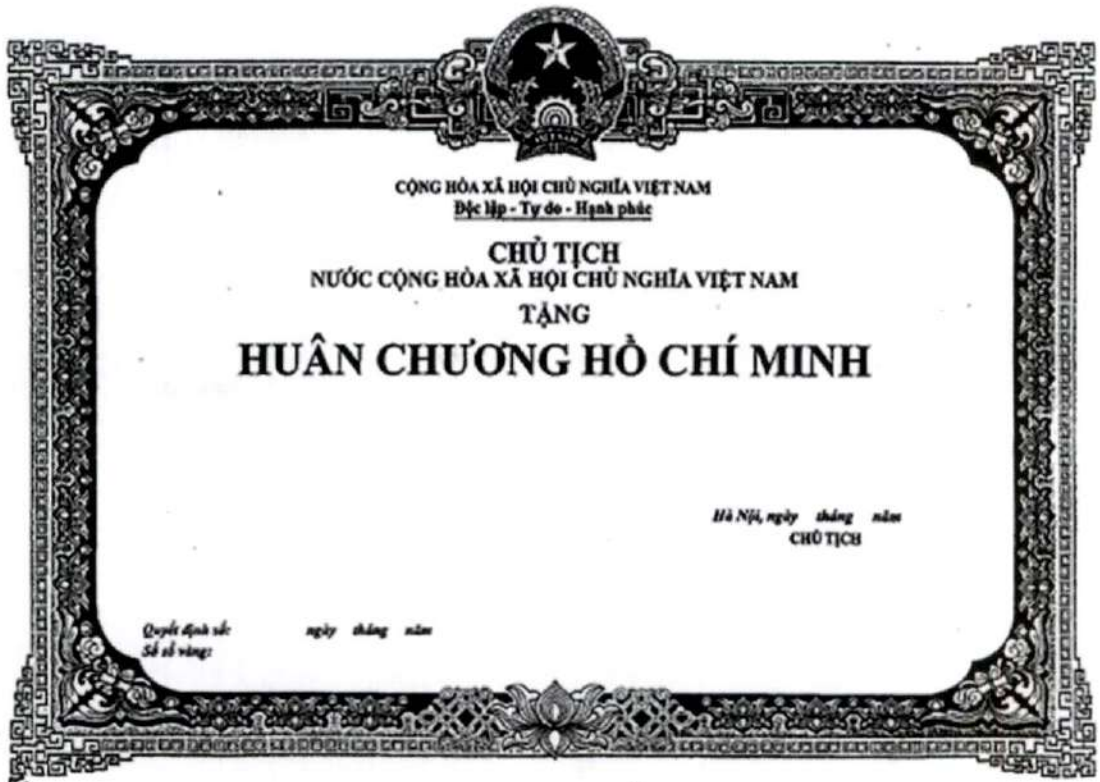 CỘNG HÒA XÃ HỘI CHỦ NGHĨA VIỆT NAM
Độc lập - Tự do - Hạnh phúc
CHỦ TỊCH
NƯỚC CỘNG HÒA XÃ HỘI CHỦ NGHĨA VIỆT NAM
TẶNG
HUÂN CHƯƠNG HỒ CHÍ MINH
Hà Nội, ngày tháng năm
CHỦ TỊCH
Quyết định số: ngày tháng năm
Số sổ vàng: